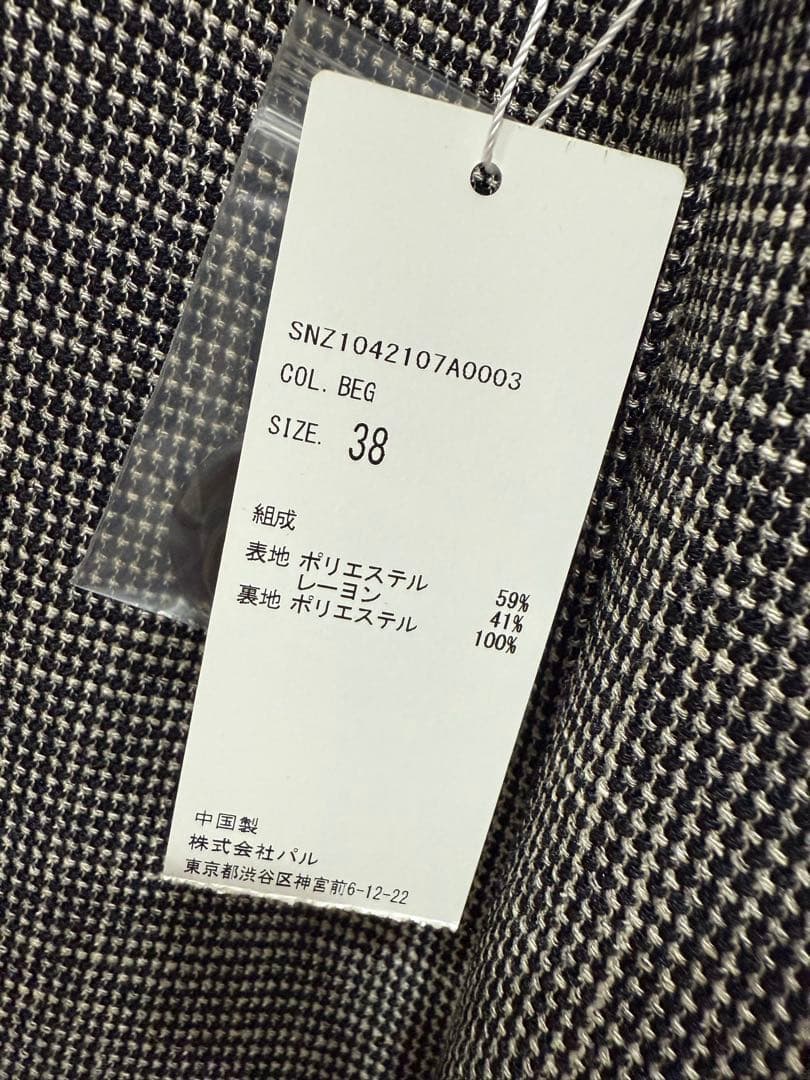 SNZ1042107A0003
COL. BEG
SIZE. 38
組成
表地 ポリエステル 59%
レーヨン 41%
裏地 ポリエステル 100%
中国製
株式会社パル
東京都渋谷区神宮前6-12-22